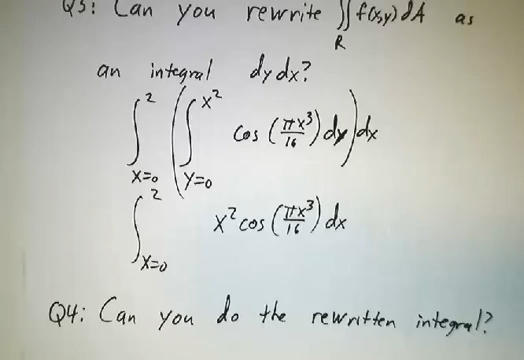 Q3: Can you rewrite ∬_R f(x,y) dA as
an integral dy dx?
∫_{x=0}^{2} (∫_{y=0}^{x^2} cos (πx^3/16) dy) dx
∫_{x=0}^{2} x^2 cos (πx^3/16) dx
Q4: Can you do the rewritten integral?